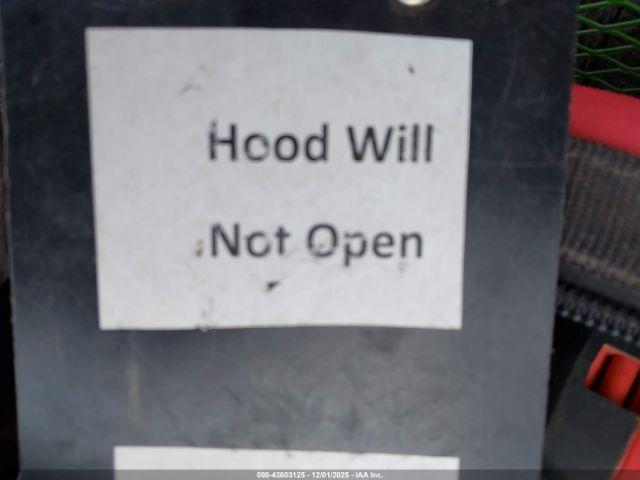 Hood Will
Not Open
000-43803125 - 12/01/2025 - IAA Inc.